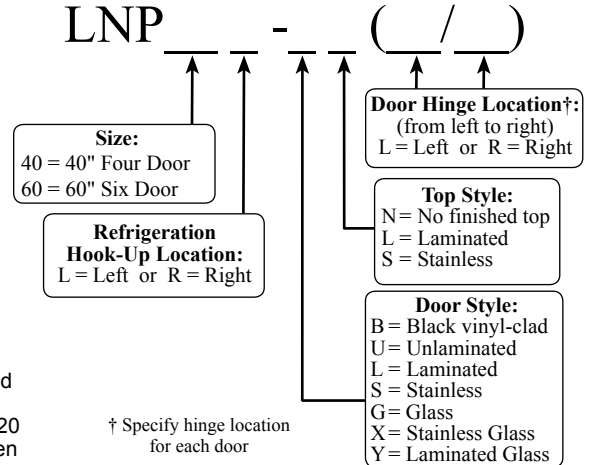 LNP__ _ -_ _ (__/__)
Size:
40 = 40" Four Door
60 = 60" Six Door
Refrigeration
Hook-Up Location:
L = Left or R = Right
Door Hinge Location†:
(from left to right)
L = Left or R = Right
Top Style:
N = No finished top
L = Laminated
S = Stainless
Door Style:
B = Black vinyl-clad
U = Unlaminated
L = Laminated
S = Stainless
G = Glass
X = Stainless Glass
Y = Laminated Glass
† Specify hinge location
for each door
d
20
en